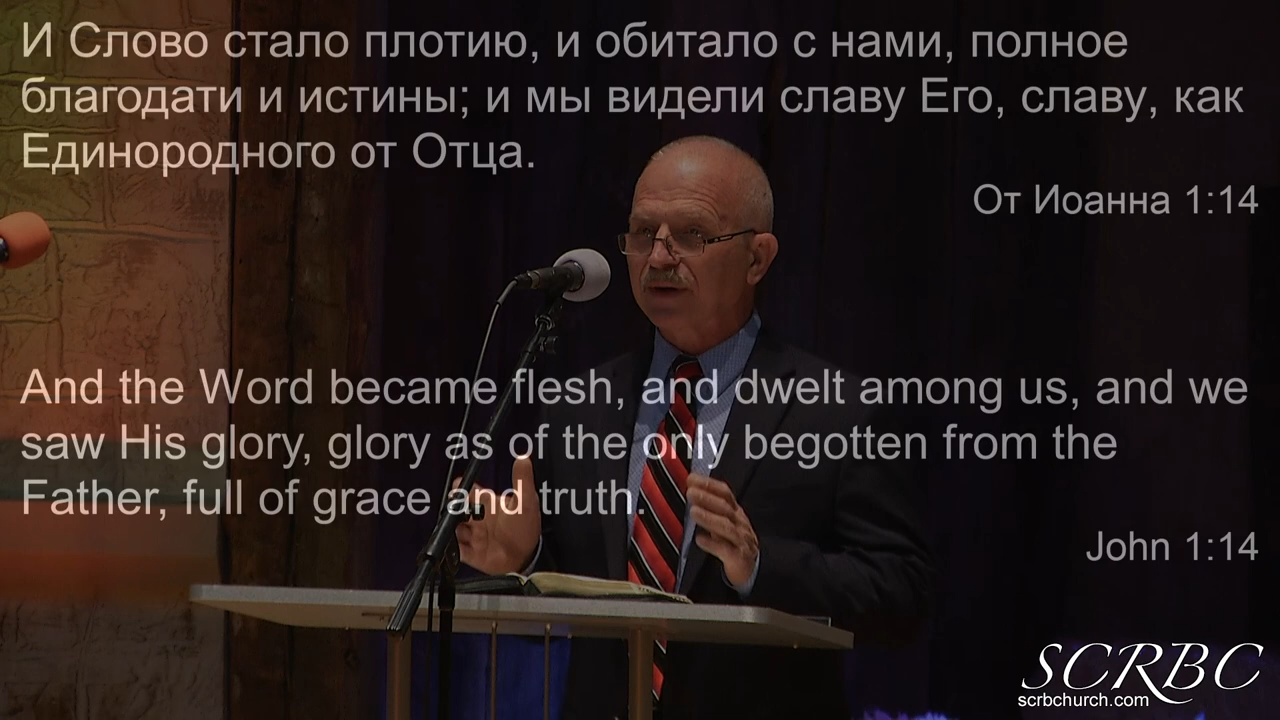 И Слово стало плотию, и обитало с нами, полное
благодати и истины; и мы видели славу Его, славу, как
Единородного от Отца.
От Иоанна 1:14
And the Word became flesh, and dwelt among us, and we
saw His glory, glory as of the only begotten from the
Father, full of grace and truth.
John 1:14
SCRBC
scrbchurch.com